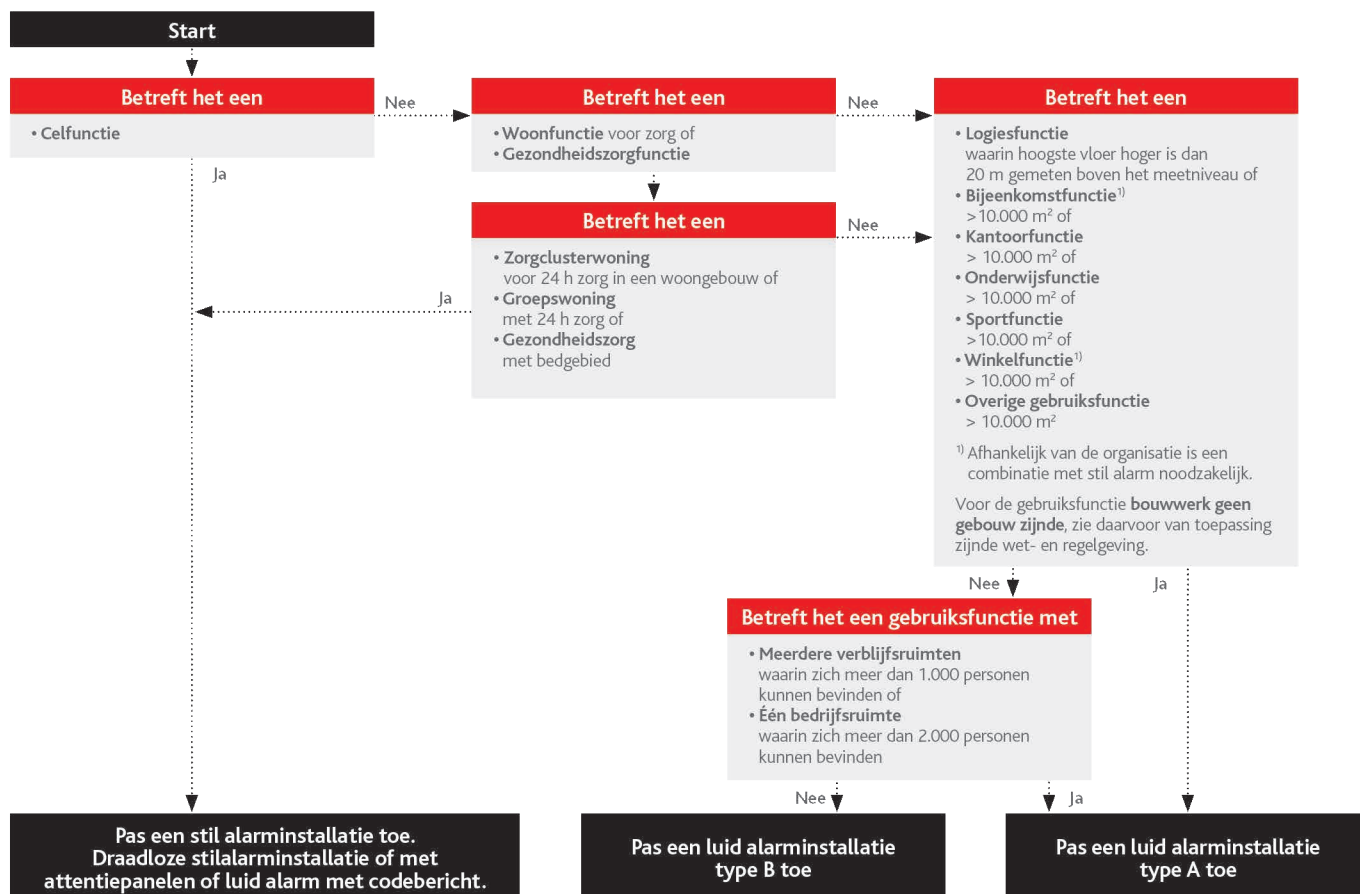 Start
Betreft het een
• Celfunctie
Nee
Ja
Betreft het een
• Woonfunctie voor zorg of
• Gezondheidszorgfunctie
Nee
Betreft het een
• Zorgclusterwoning
voor 24 h zorg in een woongebouw of
• Groepswoning
met 24 h zorg of
• Gezondheidszorg
met bedgebied
Ja
Nee
Betreft het een
• Logiesfunctie
waarin hoogste vloer hoger is dan
20 m gemeten boven het meetniveau of
• Bijeenkomstfunctie¹⁾
>10.000 m² of
• Kantoorfunctie
> 10.000 m² of
• Onderwijsfunctie
> 10.000 m² of
• Sportfunctie
>10.000 m² of
• Winkelfunctie¹⁾
> 10.000 m² of
• Overige gebruiksfunctie
> 10.000 m²
¹⁾ Afhankelijk van de organisatie is een
combinatie met stil alarm noodzakelijk.
Voor de gebruiksfunctie bouwwerk geen
gebouw zijnde, zie daarvoor van toepassing
zijnde wet- en regelgeving.
Nee
Ja
Betreft het een gebruiksfunctie met
• Meerdere verblijfsruimten
waarin zich meer dan 1.000 personen
kunnen bevinden of
• Één bedrijfsruimte
waarin zich meer dan 2.000 personen
kunnen bevinden
Nee
Ja
Pas een stil alarminstallatie toe.
Draadloze stilalarminstallatie of met
attentiepanelen of luid alarm met codebericht.
Pas een luid alarminstallatie
type B toe
Pas een luid alarminstallatie
type A toe